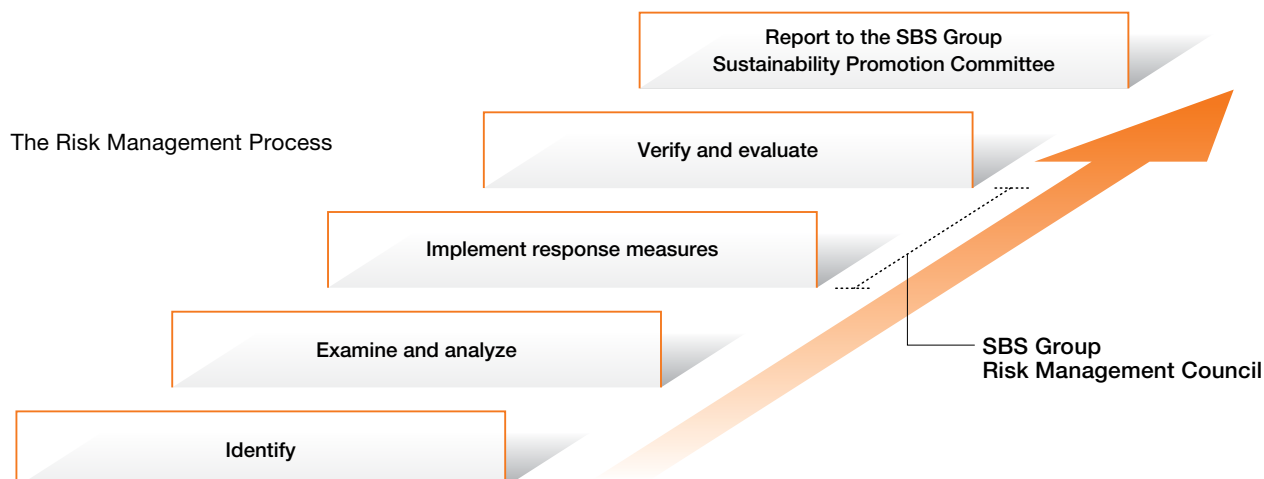 Report to the SBS Group
Sustainability Promotion Committee
The Risk Management Process
Verify and evaluate
Implement response measures
Examine and analyze
SBS Group
Risk Management Council
Identify